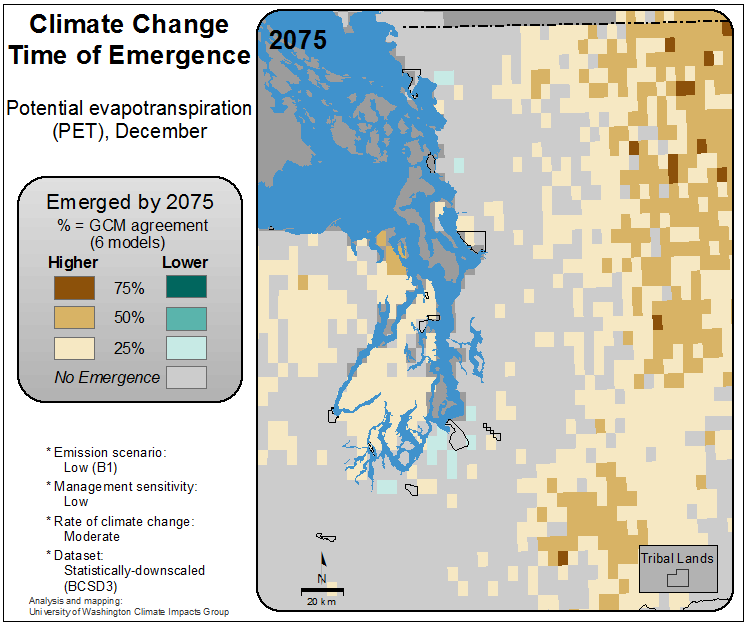 Climate Change
Time of Emergence
Potential evapotranspiration
(PET), December
Emerged by 2075
% = GCM agreement
(6 models)
Higher Lower
75%
50%
25%
No Emergence
* Emission scenario:
Low (B1)
* Management sensitivity:
Low
* Rate of climate change:
Moderate
* Dataset:
Statistically-downscaled
(BCSD3)
Analysis and mapping:
University of Washington Climate Impacts Group
2075
N
20 km
Tribal Lands